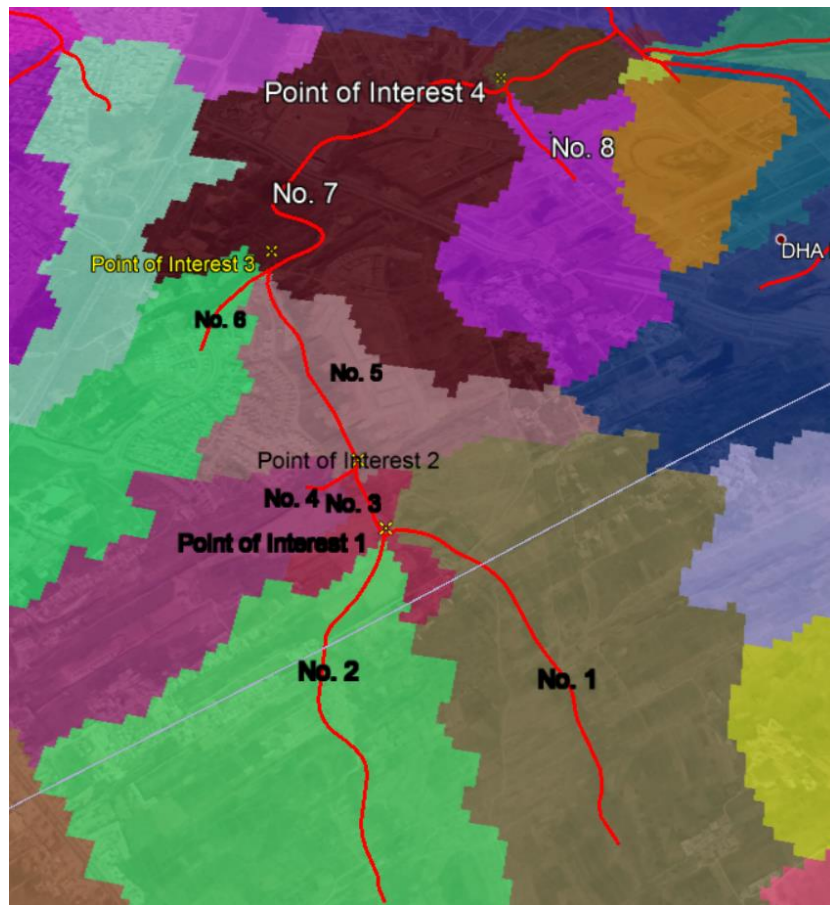 Point of Interest 4
No. 8
No. 7
DHA
Point of Interest 3
No. 6
No. 5
Point of Interest 2
No. 4
No. 3
Point of Interest 1
No. 2
No. 1